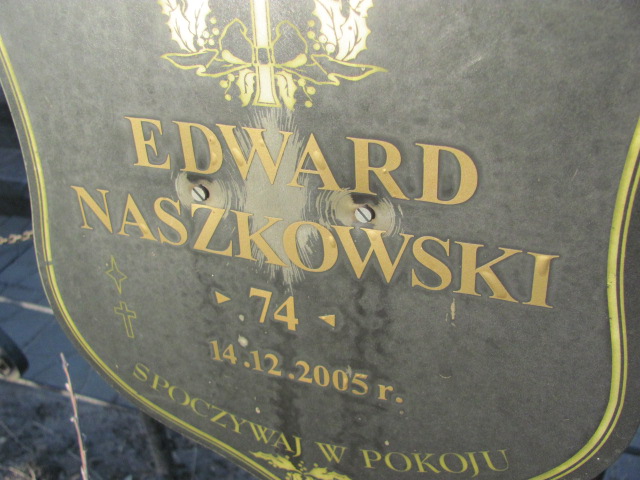 EDWARD
NASZKOWSKI
74
14.12.2005 r.
SPOCZYWAJ W POKOJU